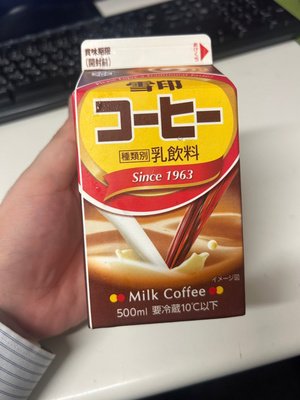 賞味期限
(開封前)
雪印
コーヒー
種類別 乳飲料
Since 1963
イメージ図
Milk Coffee
500ml 要冷蔵10℃以下